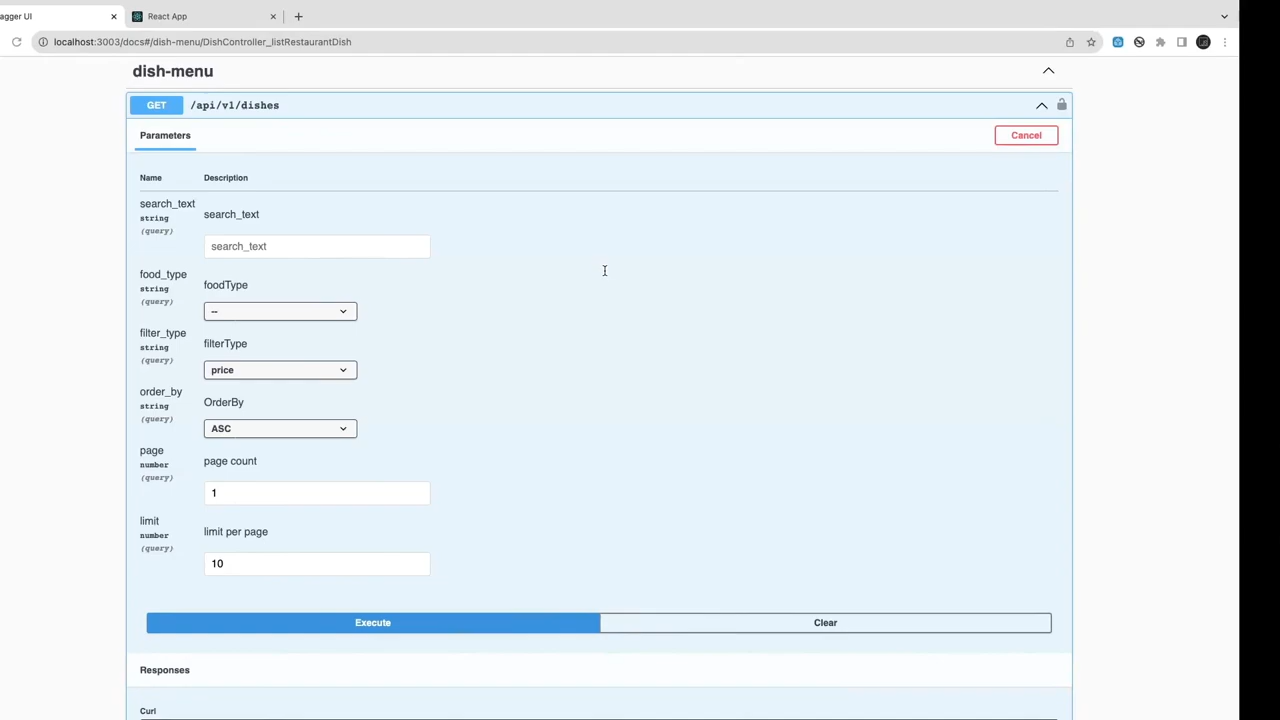 agger UI
React App
localhost:3003/docs#/dish-menu/DishController_listRestaurantDish
dish-menu
GET /api/v1/dishes
Parameters
Cancel
Name Description
search_text
string
(query)
search_text
search_text
food_type
string
(query)
foodType
--
filter_type
string
(query)
filterType
price
order_by
string
(query)
OrderBy
ASC
page
number
(query)
page count
1
limit
number
(query)
limit per page
10
Execute
Clear
Responses
Curl